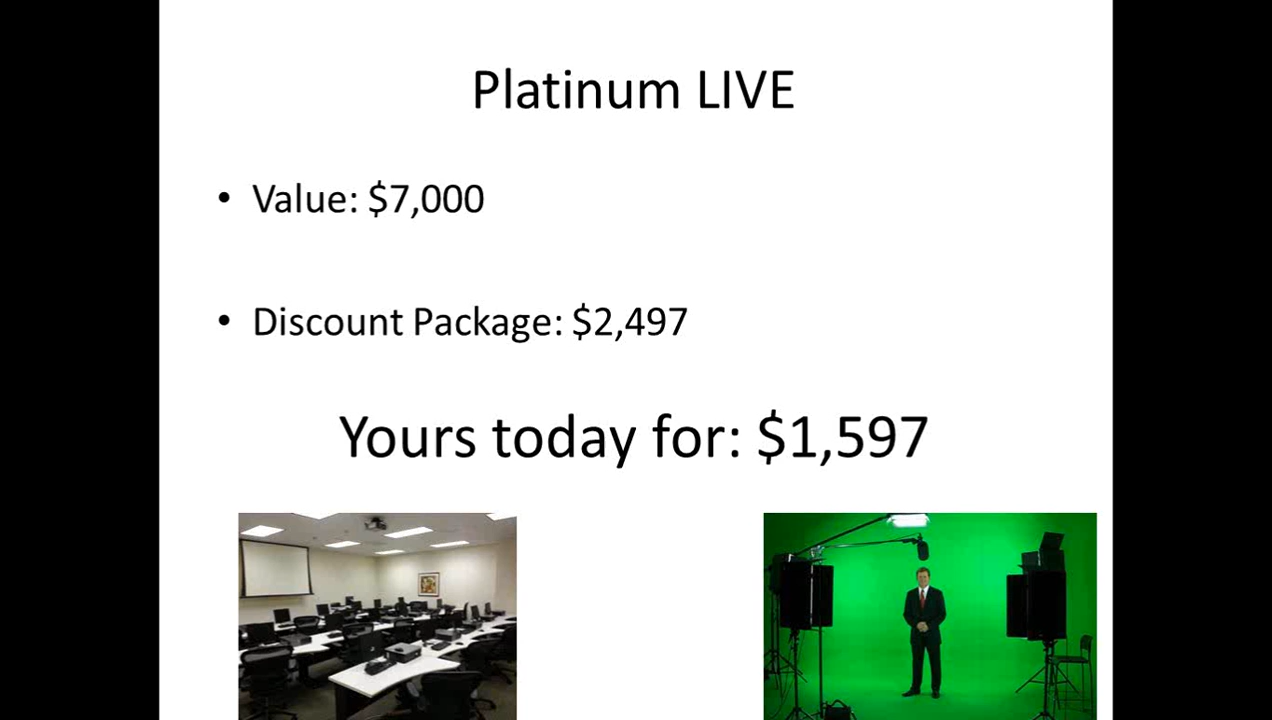 Platinum LIVE
• Value: $7,000
• Discount Package: $2,497
Yours today for: $1,597